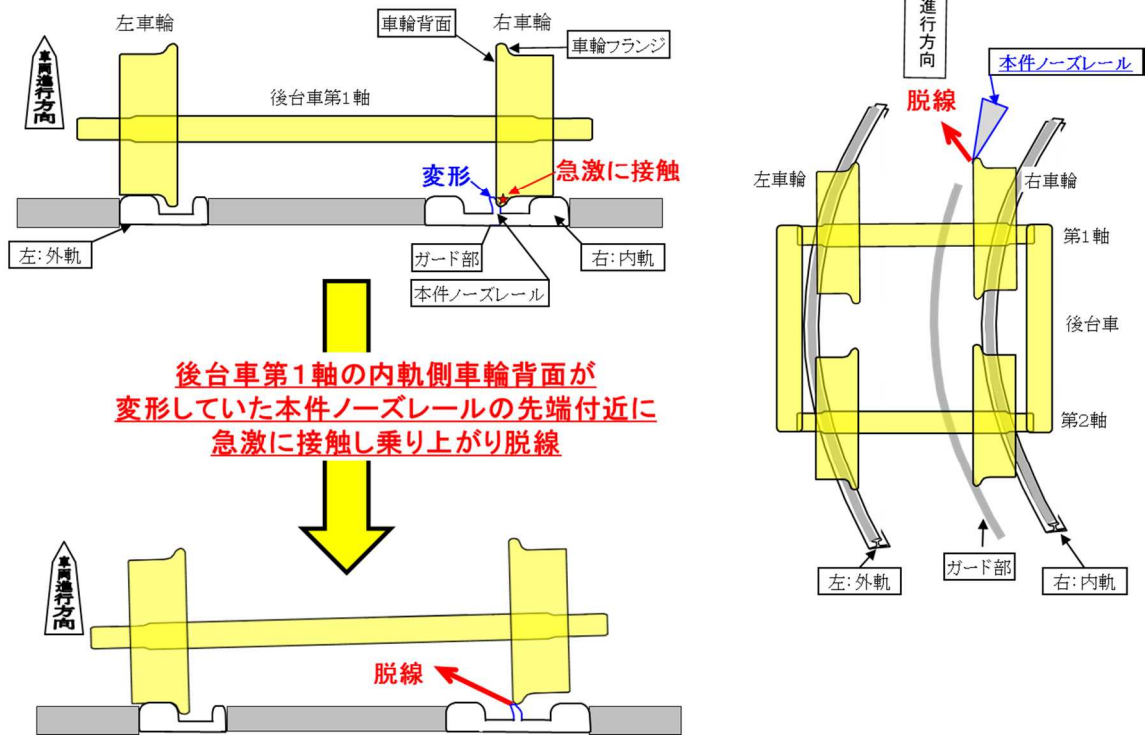 左車輪
車輪背面
右車輪
車輪フランジ
車両進行方向
後台車第1軸
変形
急激に接触
左:外軌
ガード部
右:内軌
本件ノーズレール
後台車第1軸の内軌側車輪背面が
変形していた本件ノーズレールの先端付近に
急激に接触し乗り上がり脱線
車両進行方向
脱線
進行方向
本件ノーズレール
脱線
左車輪
右車輪
第1軸
後台車
第2軸
左:外軌
ガード部
右:内軌